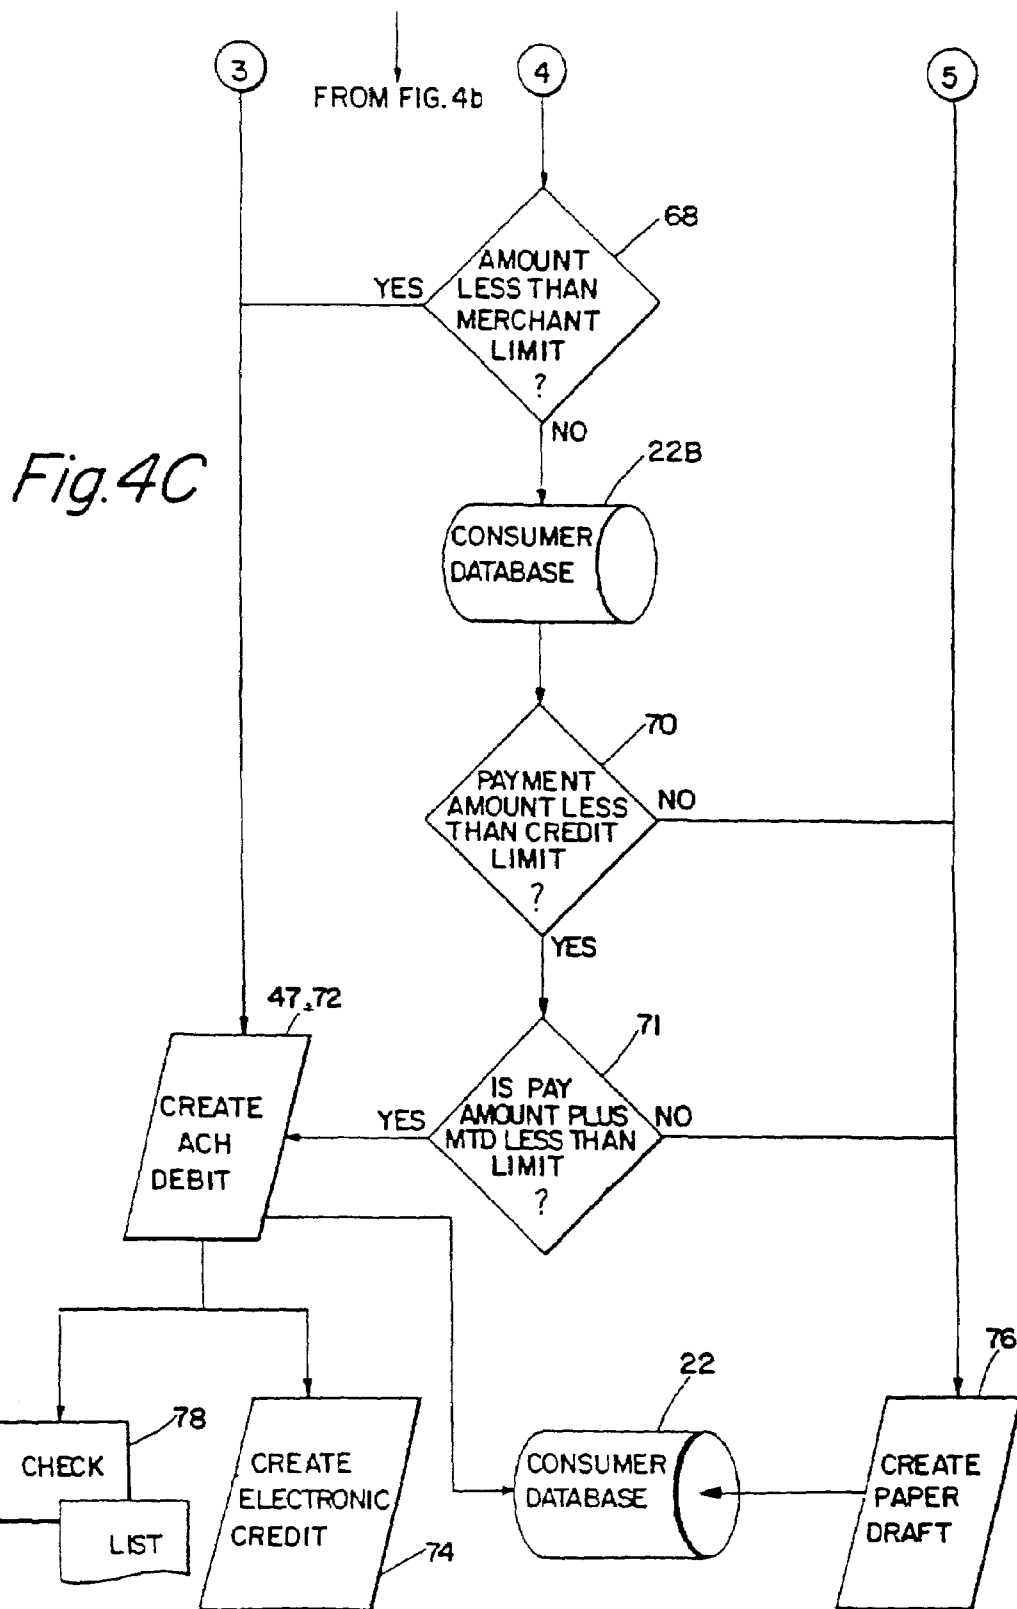 3
FROM FIG. 4b
4
5
68
AMOUNT
LESS THAN
MERCHANT
LIMIT
?
YES
NO
Fig. 4C
22B
CONSUMER
DATABASE
70
PAYMENT
AMOUNT LESS
THAN CREDIT
LIMIT
?
NO
YES
47,72
71
CREATE
ACH
DEBIT
YES
IS PAY
AMOUNT PLUS
MTD LESS THAN
LIMIT
?
NO
78
CHECK
LIST
CREATE
ELECTRONIC
CREDIT
74
22
CONSUMER
DATABASE
76
CREATE
PAPER
DRAFT